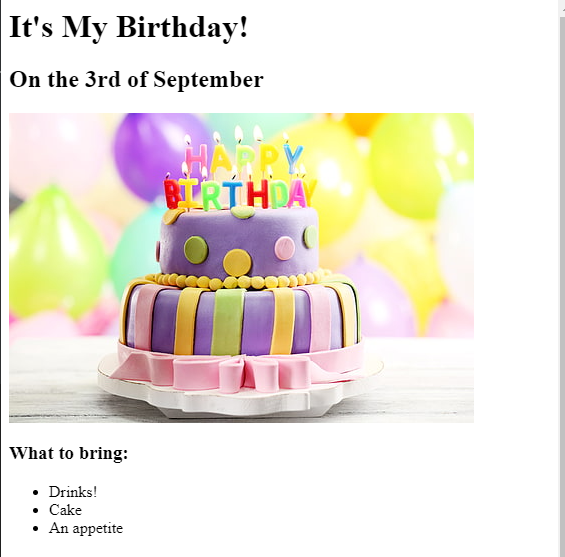 It's My Birthday!
On the 3rd of September
HAPPY
BIRTHDAY
What to bring:
Drinks!
Cake
An appetite